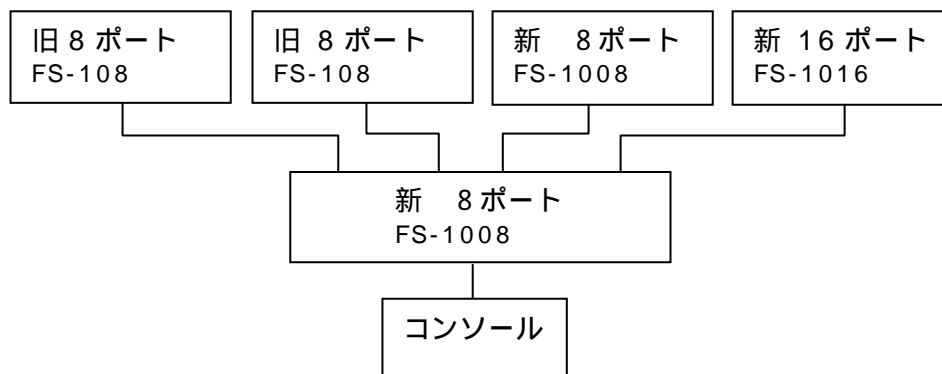 旧 8 ポート
FS-108
旧 8 ポート
FS-108
新 8 ポート
FS-1008
新 16 ポート
FS-1016
新 8 ポート
FS-1008
コンソール